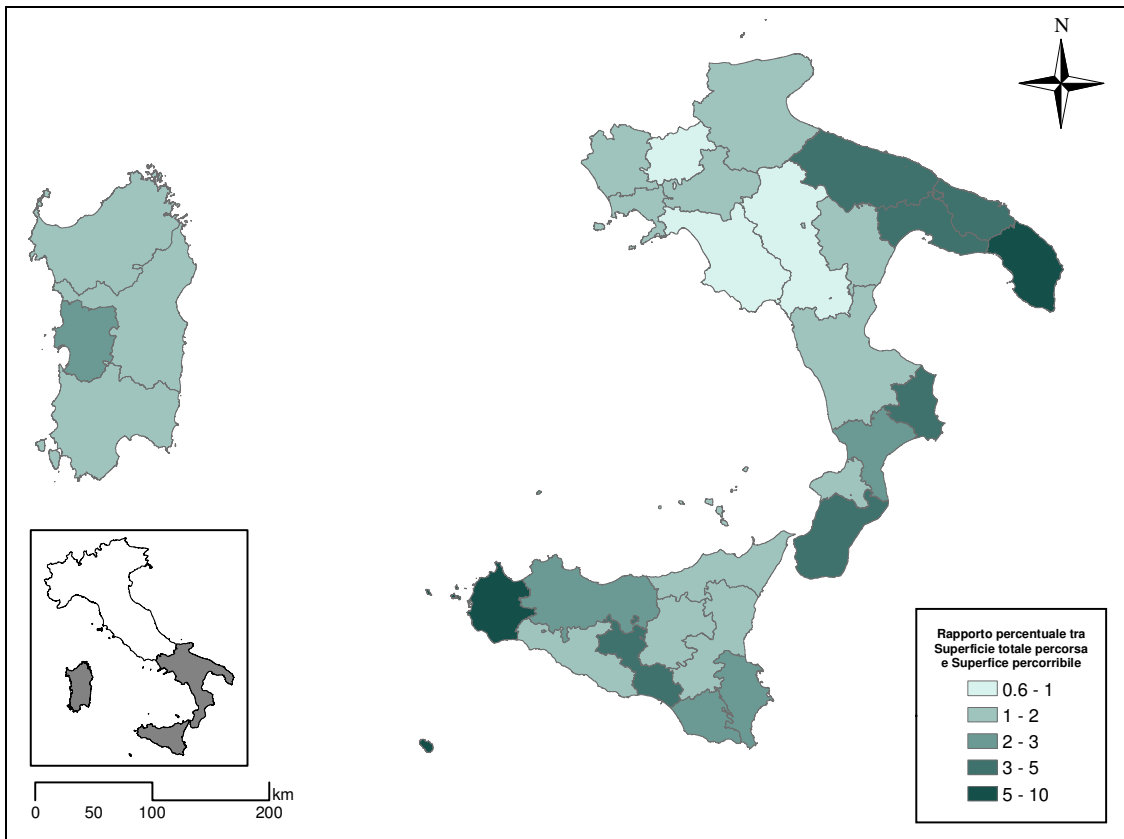 N
Rapporto percentuale tra
Superficie totale percorsa
e Superfice percorribile
0.6 - 1
1 - 2
2 - 3
3 - 5
5 - 10
km
0 50 100 200